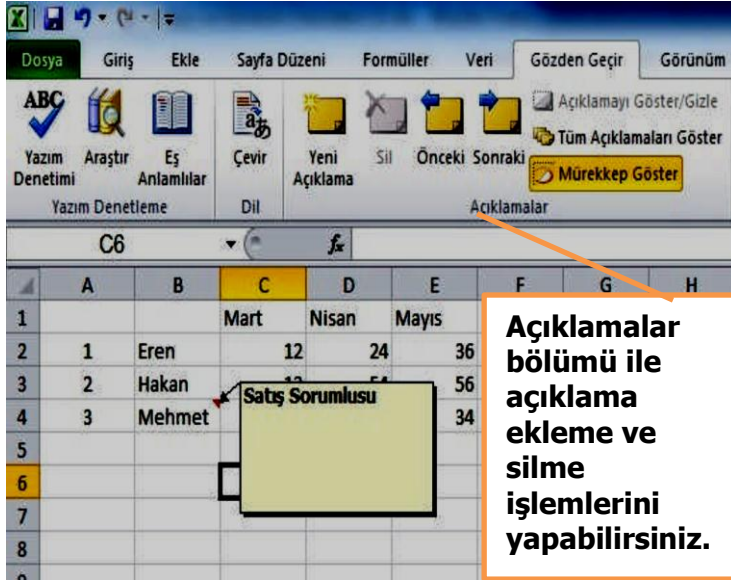 Dosya Giriş Ekle Sayfa Düzeni Formüller Veri Gözden Geçir Görünüm
ABC
Yazım Denetimi
Araştır
Eş Anlamlılar
Yazım Denetleme
Çevir
Dil
Yeni Açıklama
Sil
Önceki
Sonraki
Açıklamayı Göster/Gizle
Tüm Açıklamaları Göster
Mürekkep Göster
Açıklamalar
C6 fx
A B C D E F G H
1 Mart Nisan Mayıs
2 1 Eren 12 24 36
3 2 Hakan 56
4 3 Mehmet 34
5
6
7
8
Satış Sorumlusu
Açıklamalar
bölümü ile
açıklama
ekleme ve
silme
işlemlerini
yapabilirsiniz.